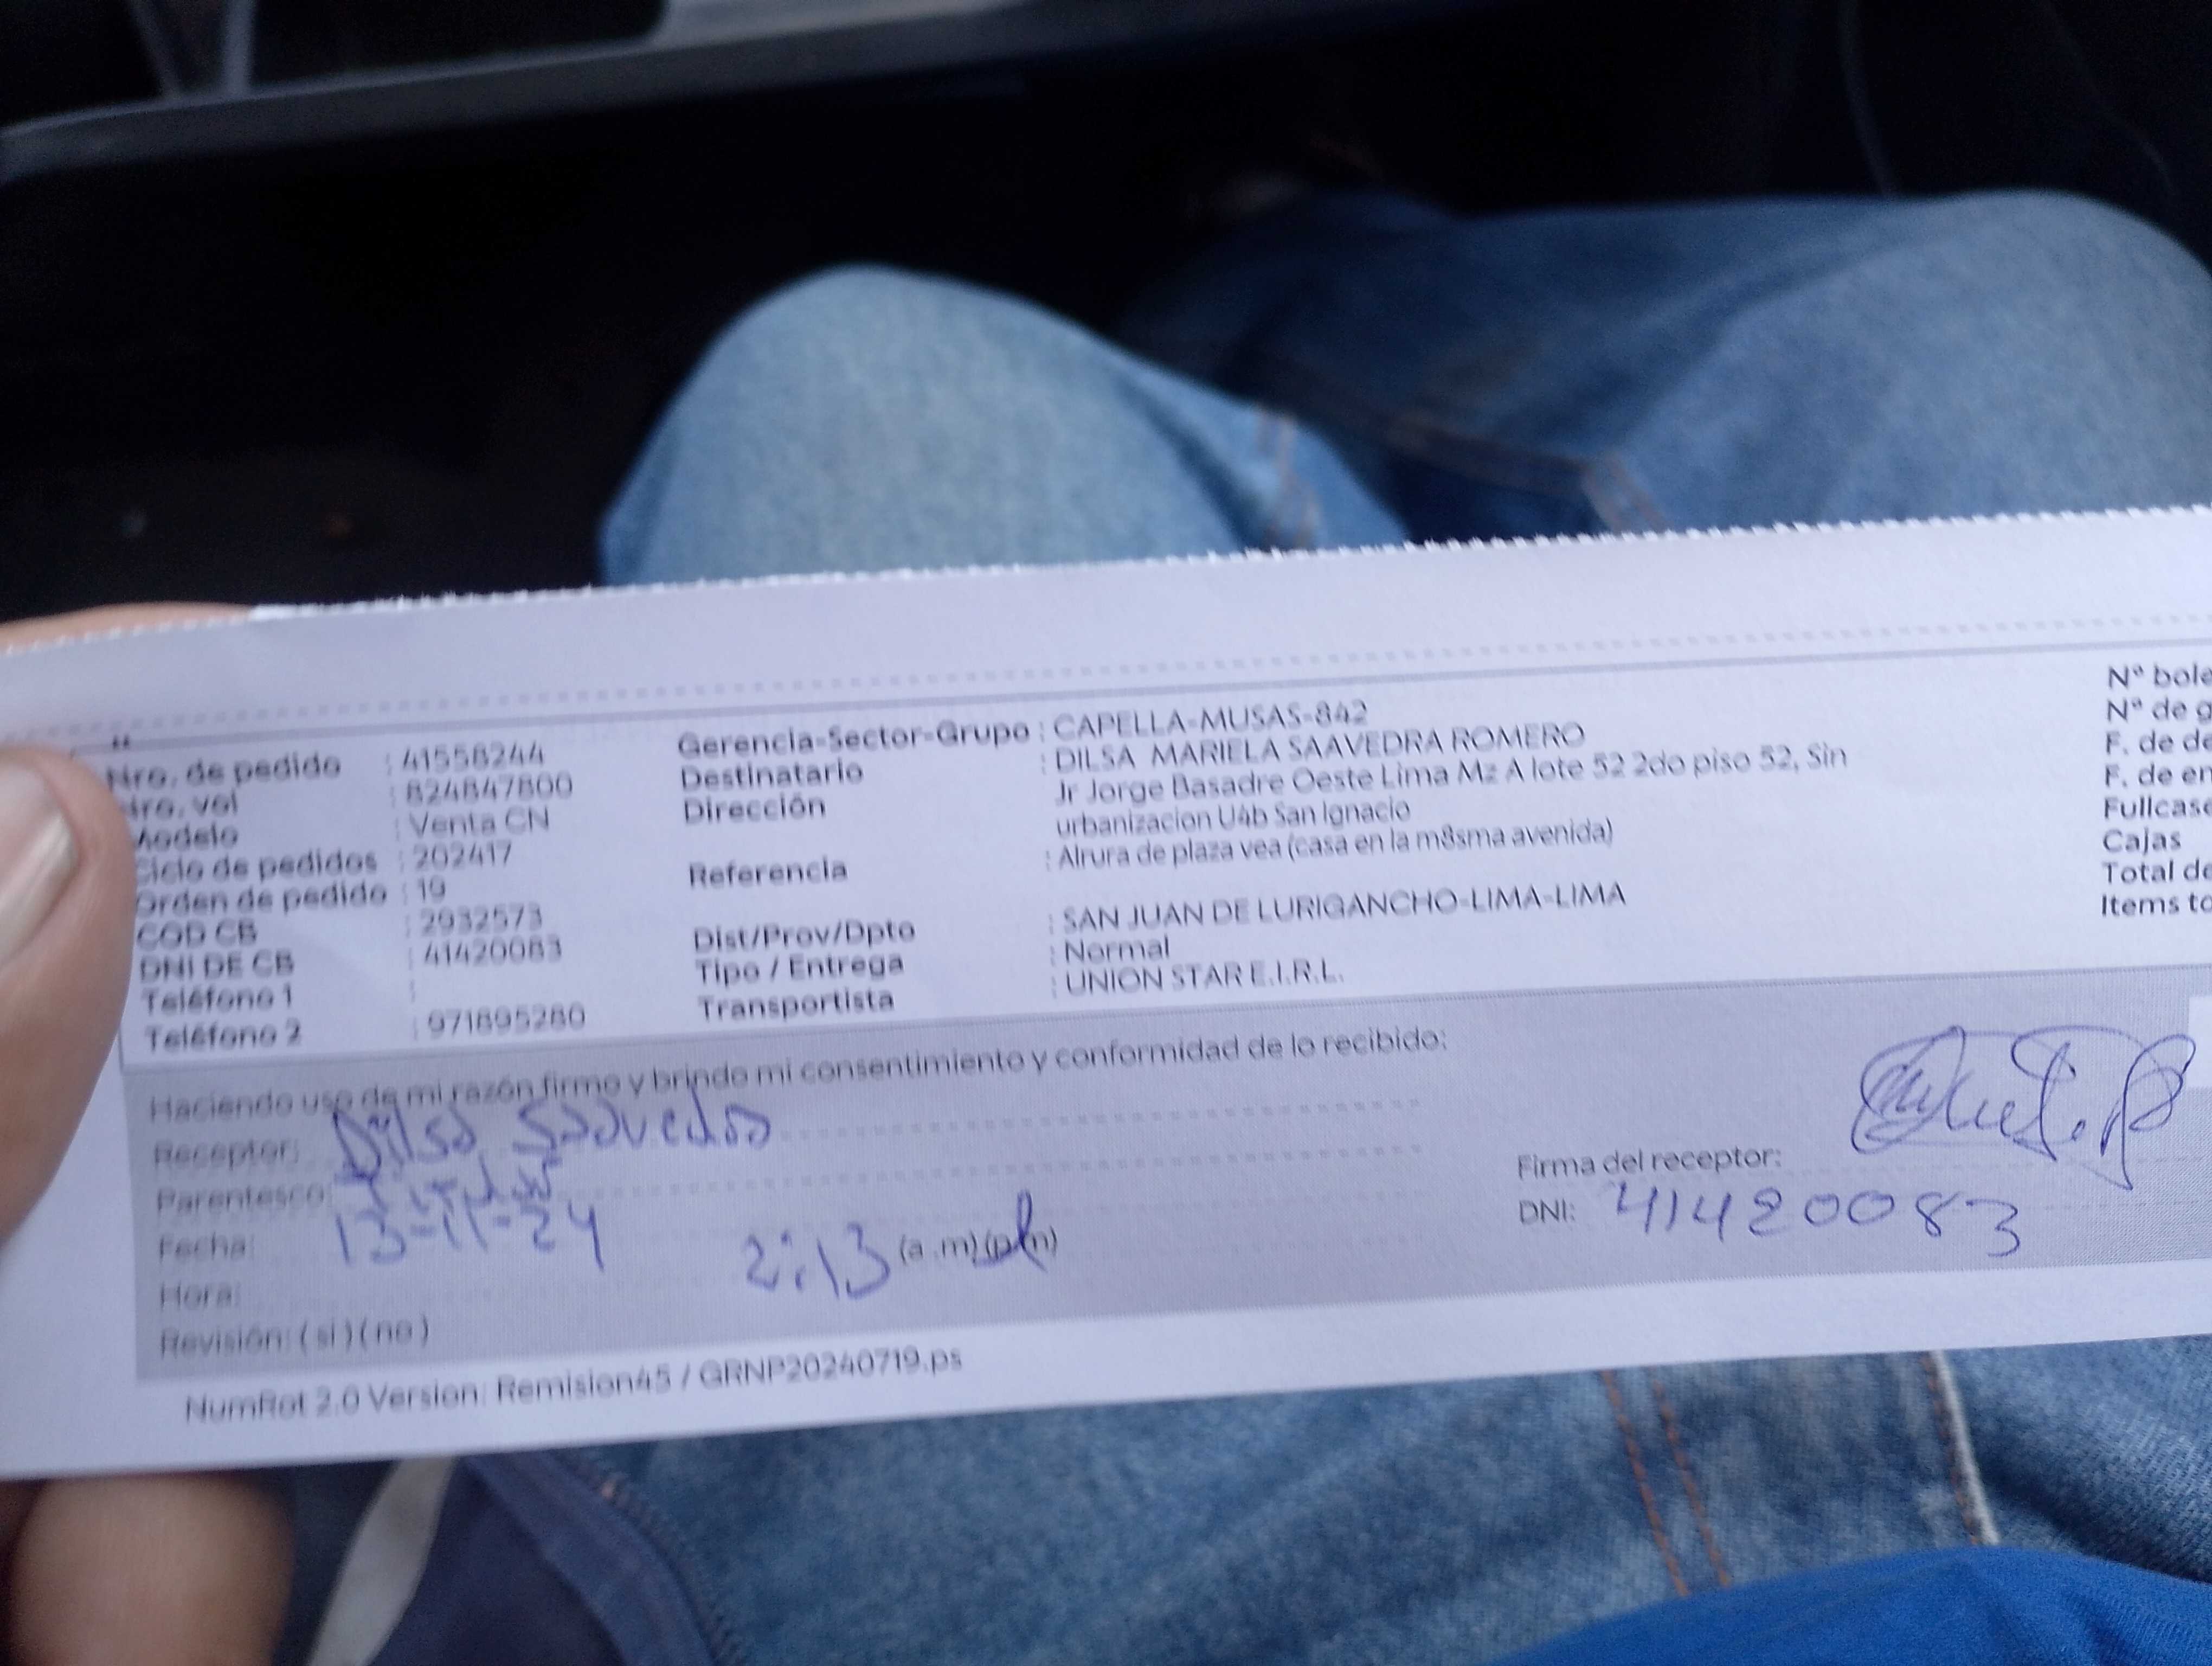 Nro. de pedido : 41558244
Nro. vol : 824847800
Modelo : Venta CN
Ciclo de pedidos : 202417
Orden de pedido : 19
COD CB : 2932573
DNI DE CB : 41420083
Teléfono 1 :
Teléfono 2 : 971895280
Gerencia-Sector-Grupo : CAPELLA-MUSAS-842
Destinatario : DILSA MARIELA SAAVEDRA ROMERO
Dirección Jr Jorge Basadre Oeste Lima Mz A lote 52 2do piso 52, Sin
urbanizacion U4b San Ignacio
Referencia : Alrura de plaza vea (casa en la m8sma avenida)
Dist/Prov/Dpto : SAN JUAN DE LURIGANCHO-LIMA-LIMA
Tipo / Entrega : Normal
Transportista : UNION STAR E.I.R.L.
Nº bole
Nº de g
F. de de
F. de en
Fullcase
Cajas
Total de
Items to
Haciendo uso de mi razón firmo y brindo mi consentimiento y conformidad de lo recibido:
Receptor: Dilsa Saavedra
Parentesco:
Fecha: 13-11-24
Hora: 2:13 (a .m) (p.m)
Revisión: ( si ) ( no )
Firma del receptor:
DNI: 41420083
NumRot 2.0 Version: Remision45 / GRNP20240719.ps